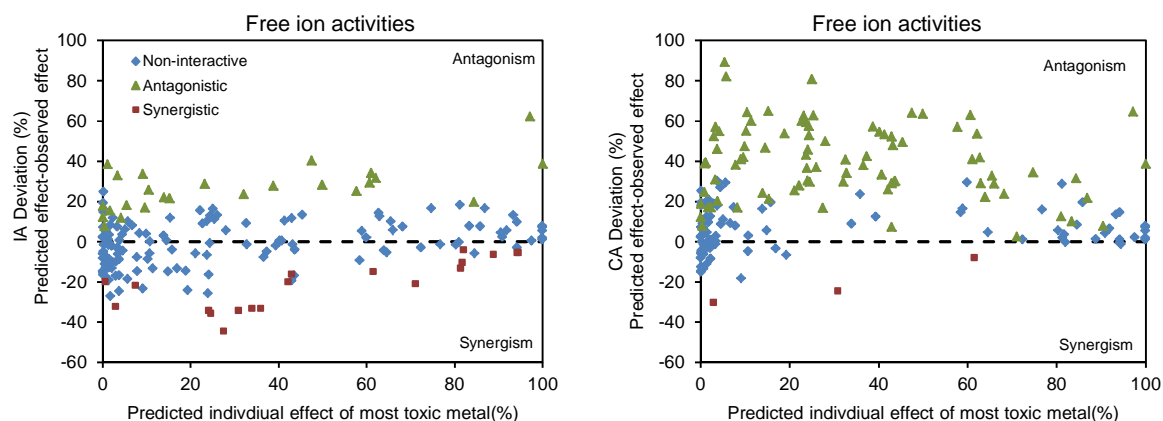 Free ion activities
100
80
60
40
20
0
-20
-40
-60
IA Deviation (%)
Predicted effect-observed effect
Non-interactive
Antagonistic
Synergistic
Antagonism
Synergism
0 20 40 60 80 100
Predicted indivdiual effect of most toxic metal(%)
Free ion activities
100
80
60
40
20
0
-20
-40
-60
CA Deviation (%)
Predicted effect-observed effect
Antagonism
Synergism
0 20 40 60 80 100
Predicted indivdiual effect of most toxic metal(%)